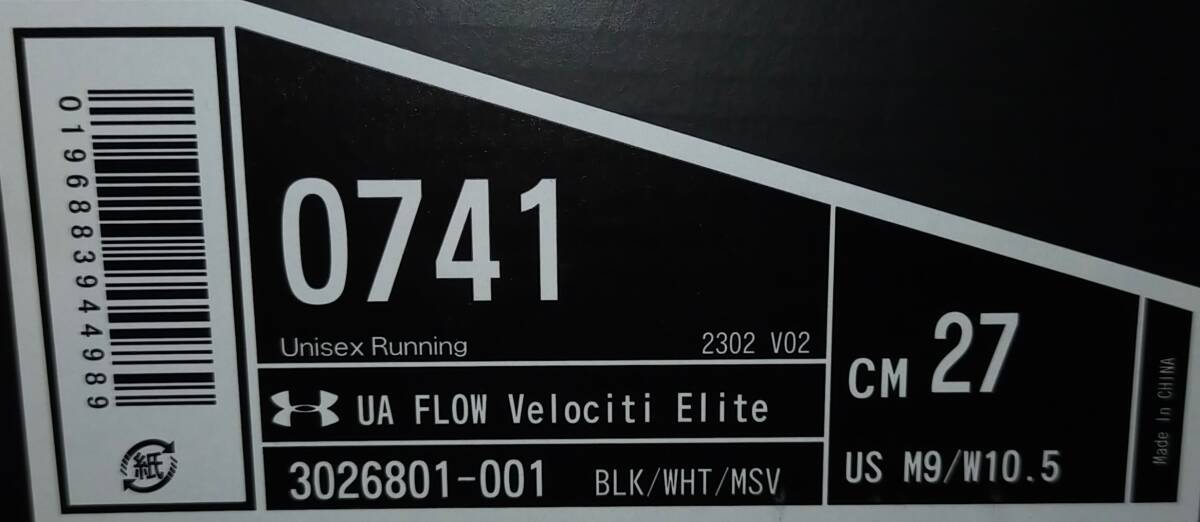 0196883944989
紙
0741
Unisex Running
2302 V02
UA FLOW Velociti Elite
3026801-001
BLK/WHT/MSV
CM 27
US M9/W10.5
Made In CHINA